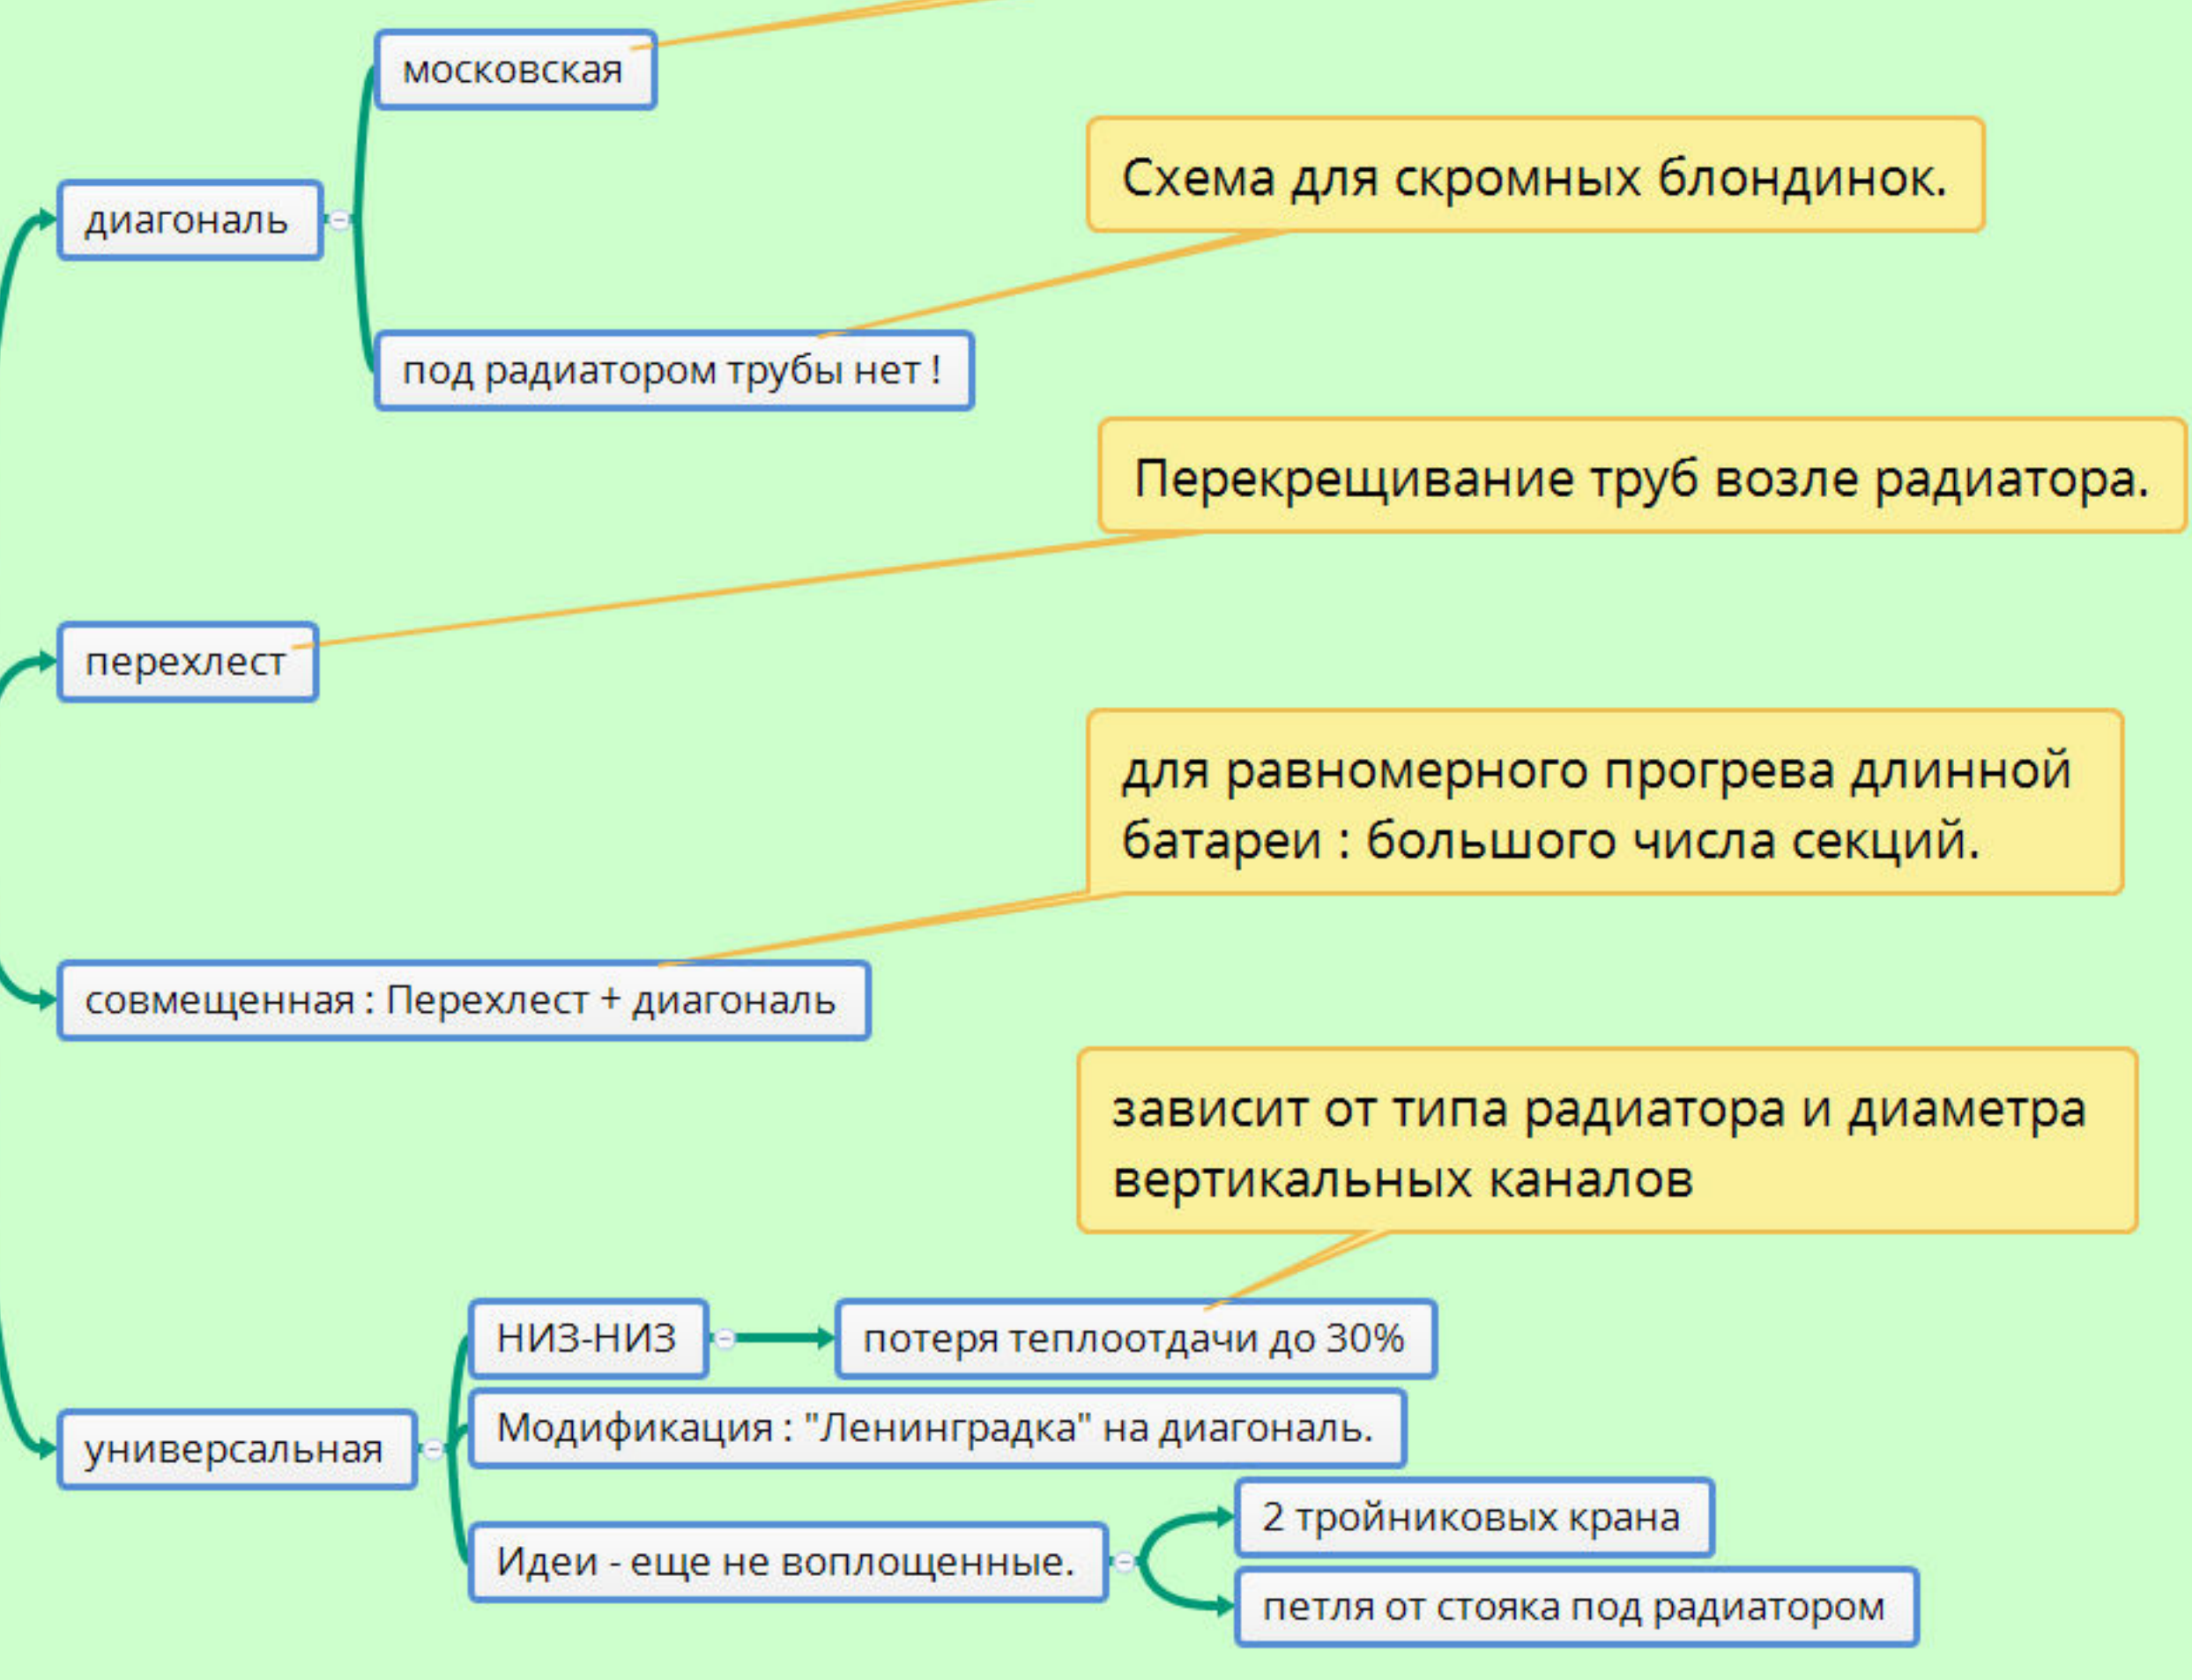 московская
Схема для скромных блондинок.
диагональ
под радиатором трубы нет !
Перекрещивание труб возле радиатора.
перехлест
для равномерного прогрева длинной
батареи : большого числа секций.
совмещенная : Перехлест + диагональ
зависит от типа радиатора и диаметра
вертикальных каналов
НИЗ-НИЗ
потеря теплоотдачи до 30%
Модификация : "Ленинградка" на диагональ.
универсальная
2 тройниковых крана
Идеи - еще не воплощенные.
петля от стояка под радиатором